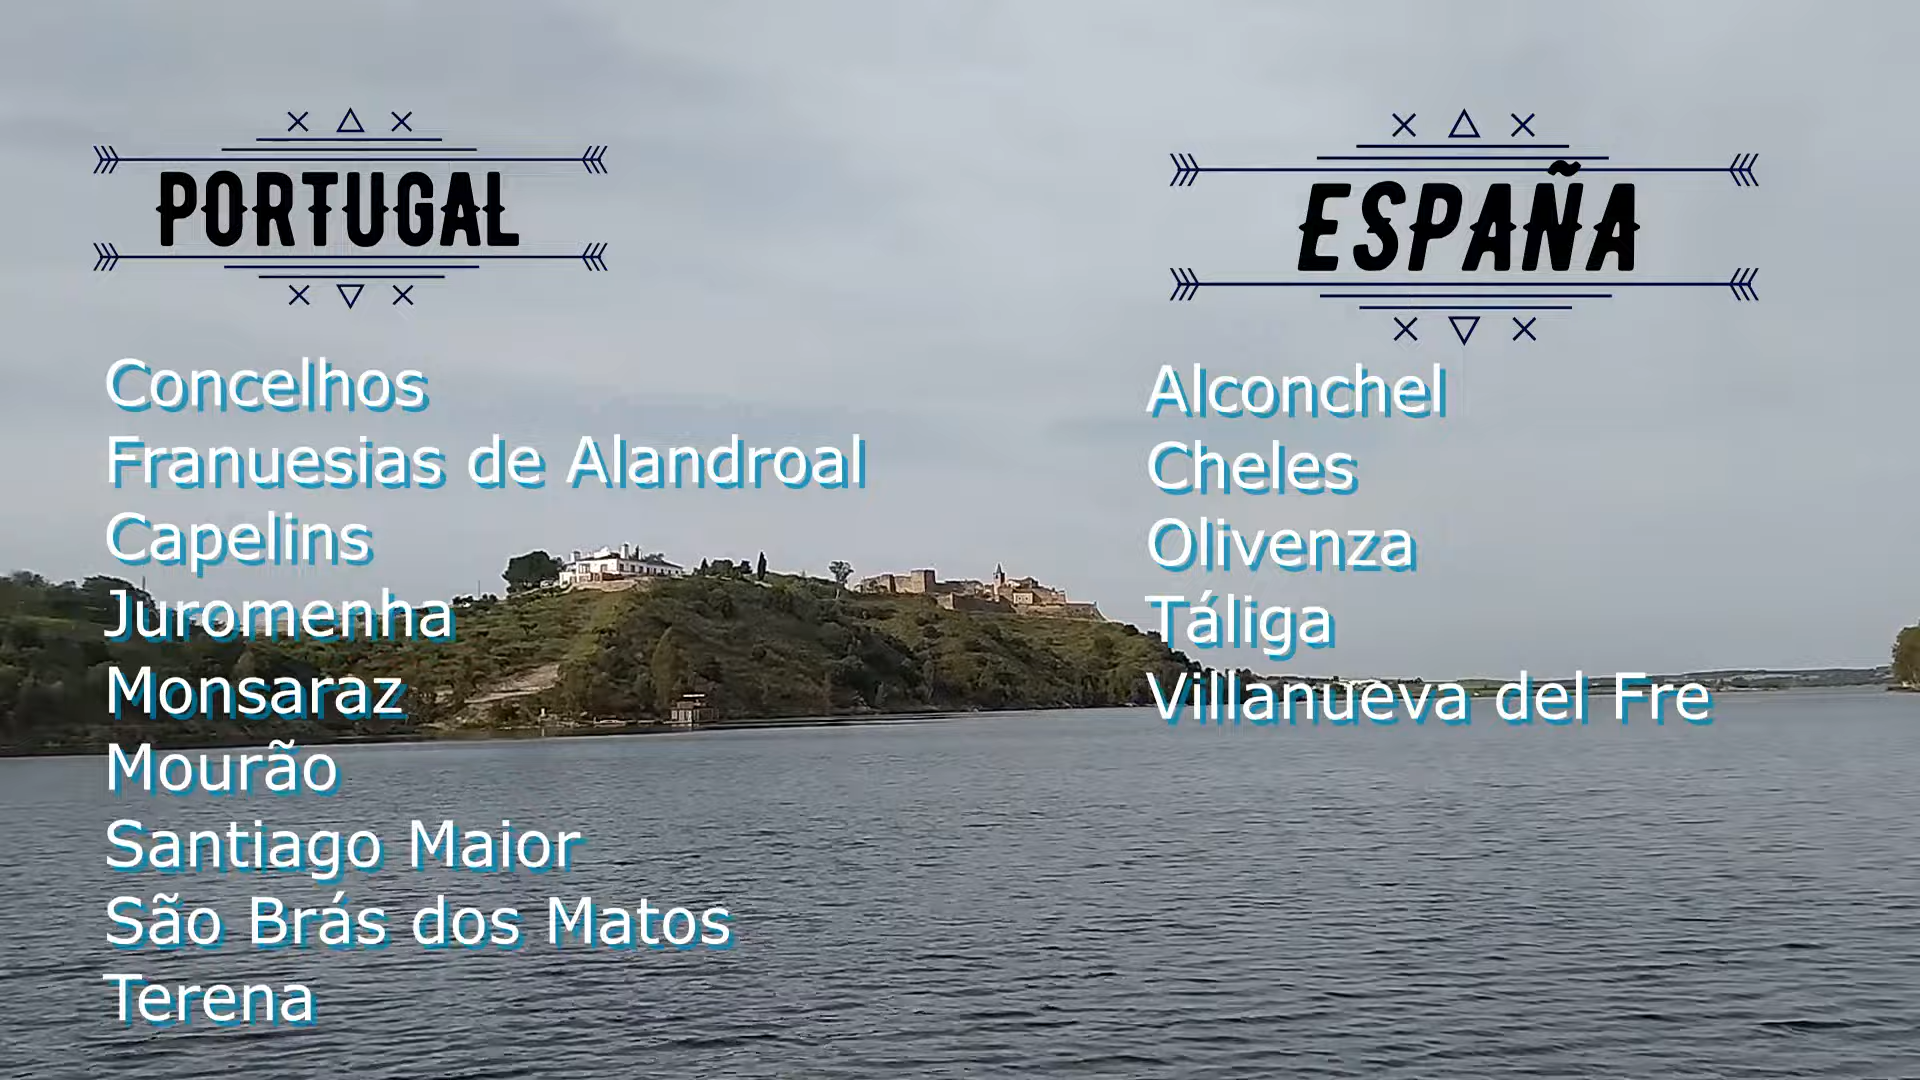 PORTUGAL
Concelhos
Franuesias de Alandroal
Capelins
Juromenha
Monsaraz
Mourão
Santiago Maior
São Brás dos Matos
Terena
ESPAÑA
Alconchel
Cheles
Olivenza
Táliga
Villanueva del Fre